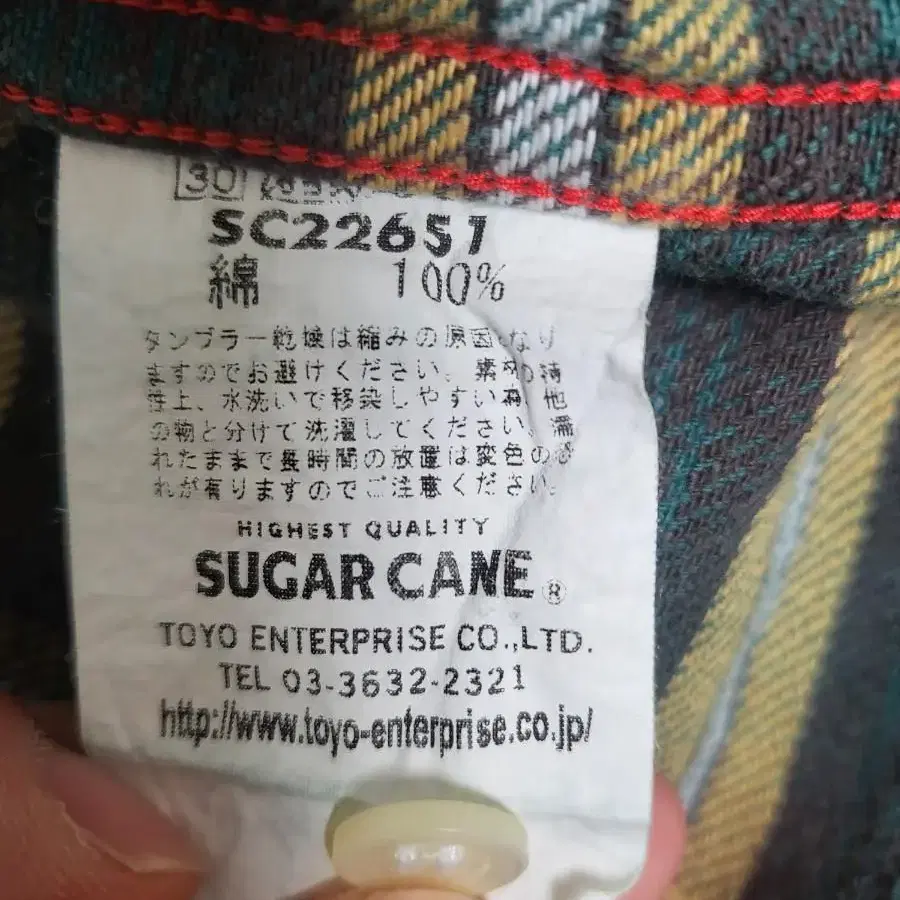 30
SC22651
綿 100%
タンブラー乾燥は縮みの原因となり
ますのでお避けください。素材の特
性上、水洗いで移染しやすい為、他
の物と分けて洗濯してください。濡
れたままで長時間の放置は変色の恐
れが有りますのでご注意ください。
HIGHEST QUALITY
SUGAR CANE®
TOYO ENTERPRISE CO.,LTD.
TEL 03-3632-2321
http://www.toyo-enterprise.co.jp/